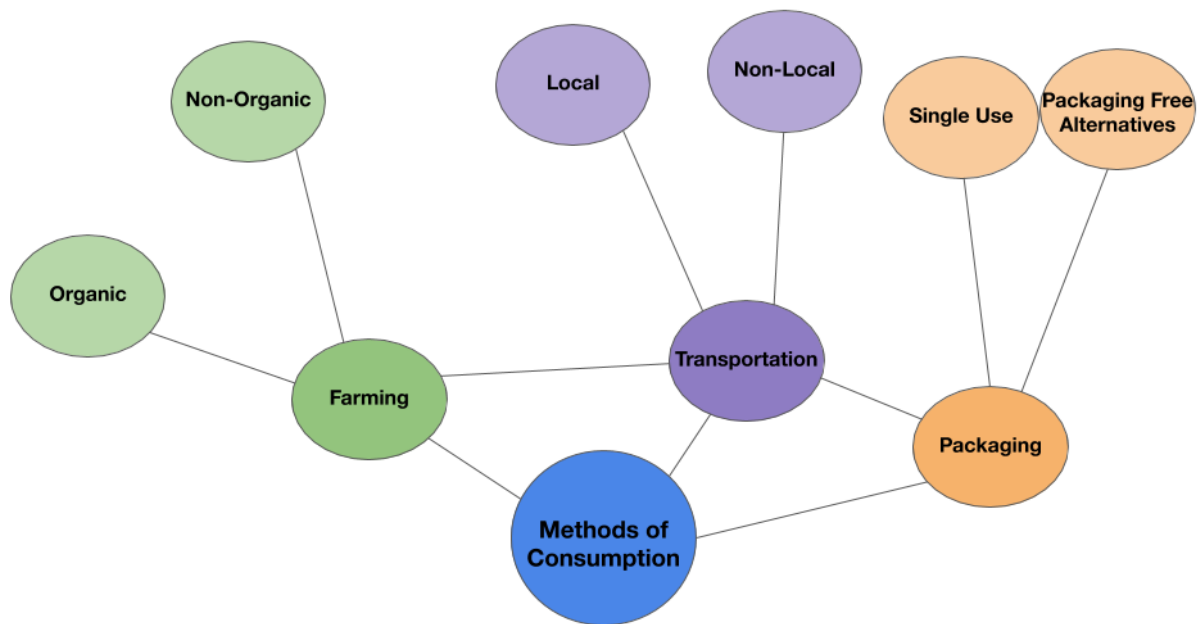 Non-Organic
Local
Non-Local
Single Use
Packaging Free
Alternatives
Organic
Farming
Transportation
Packaging
Methods of
Consumption